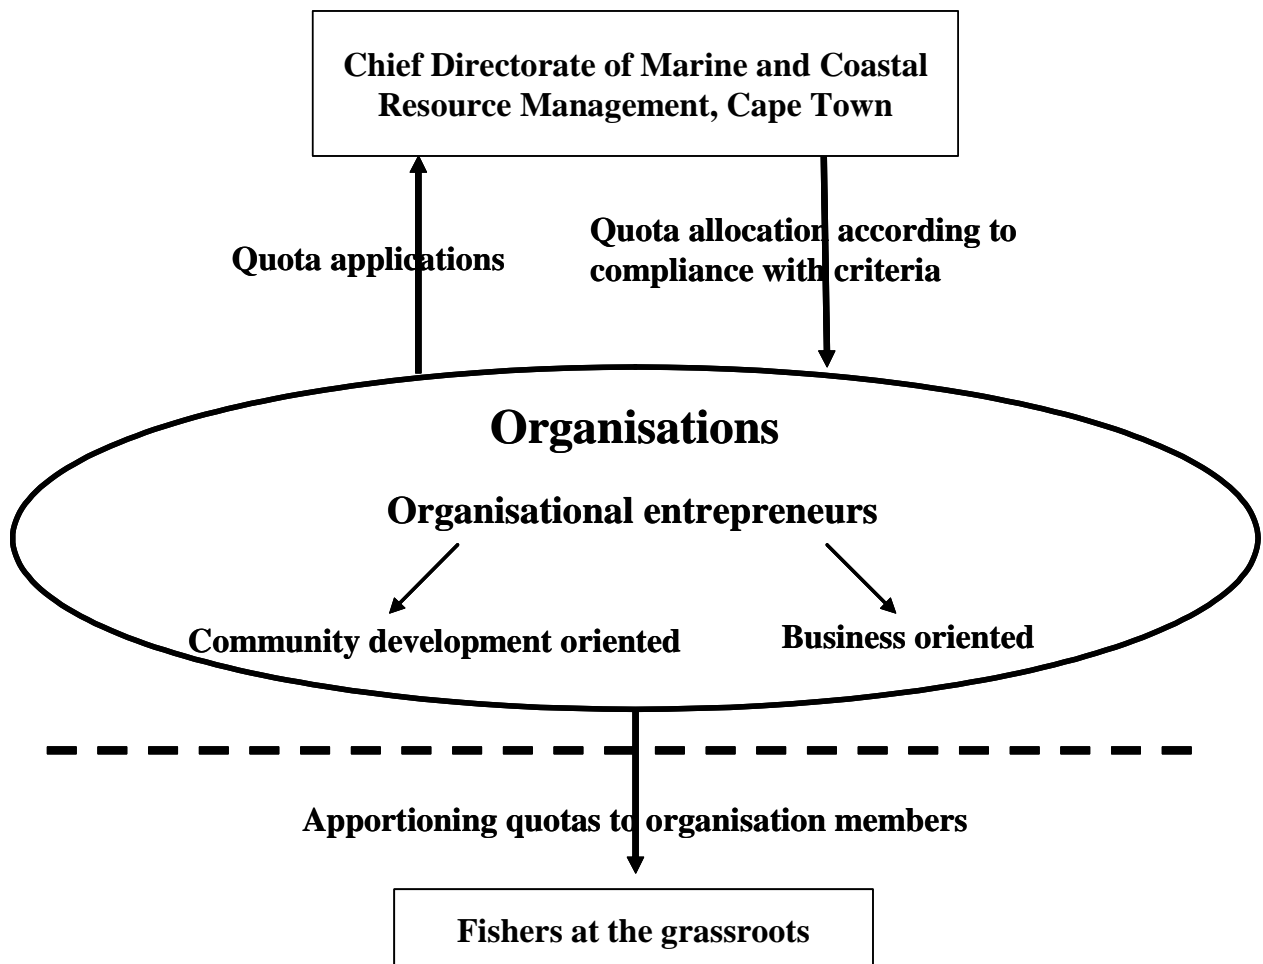 Chief Directorate of Marine and Coastal
Resource Management, Cape Town
Quota applications
Quota allocation according to
compliance with criteria
Organisations
Organisational entrepreneurs
Community development oriented
Business oriented
Apportioning quotas to organisation members
Fishers at the grassroots